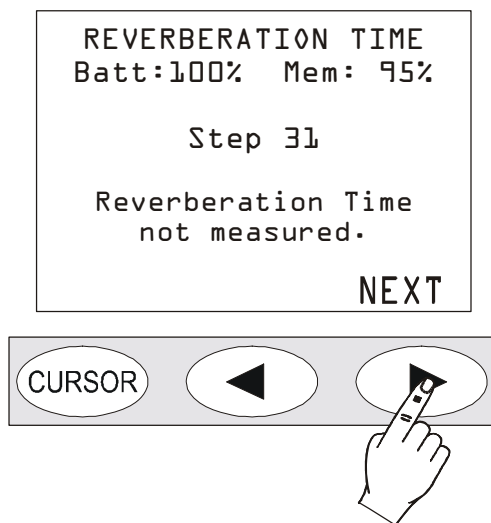 REVERBERATION TIME
Batt:100% Mem: 95%
Step 31
Reverberation Time
not measured.
NEXT
CURSOR